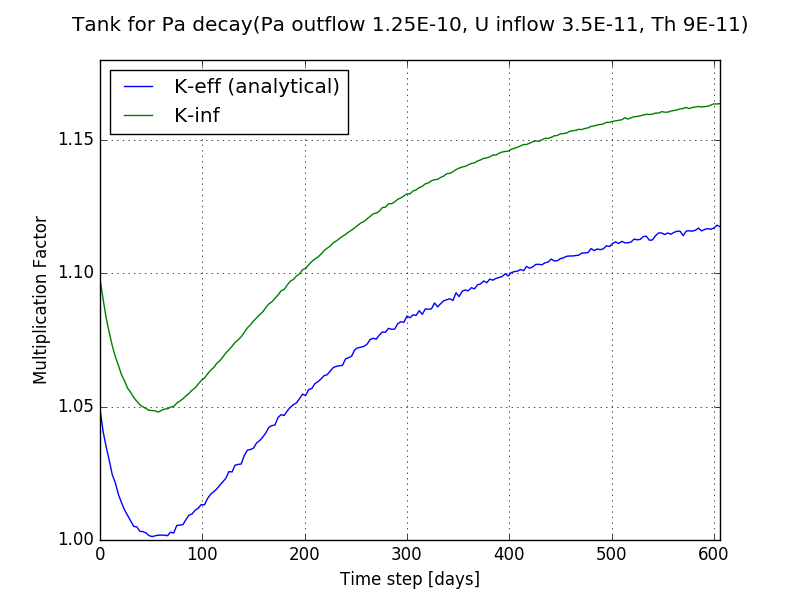 Tank for Pa decay(Pa outflow 1.25E-10, U inflow 3.5E-11, Th 9E-11)
K-eff (analytical)
K-inf
1.15
1.10
1.05
1.00
Multiplication Factor
0 100 200 300 400 500 600
Time step [days]